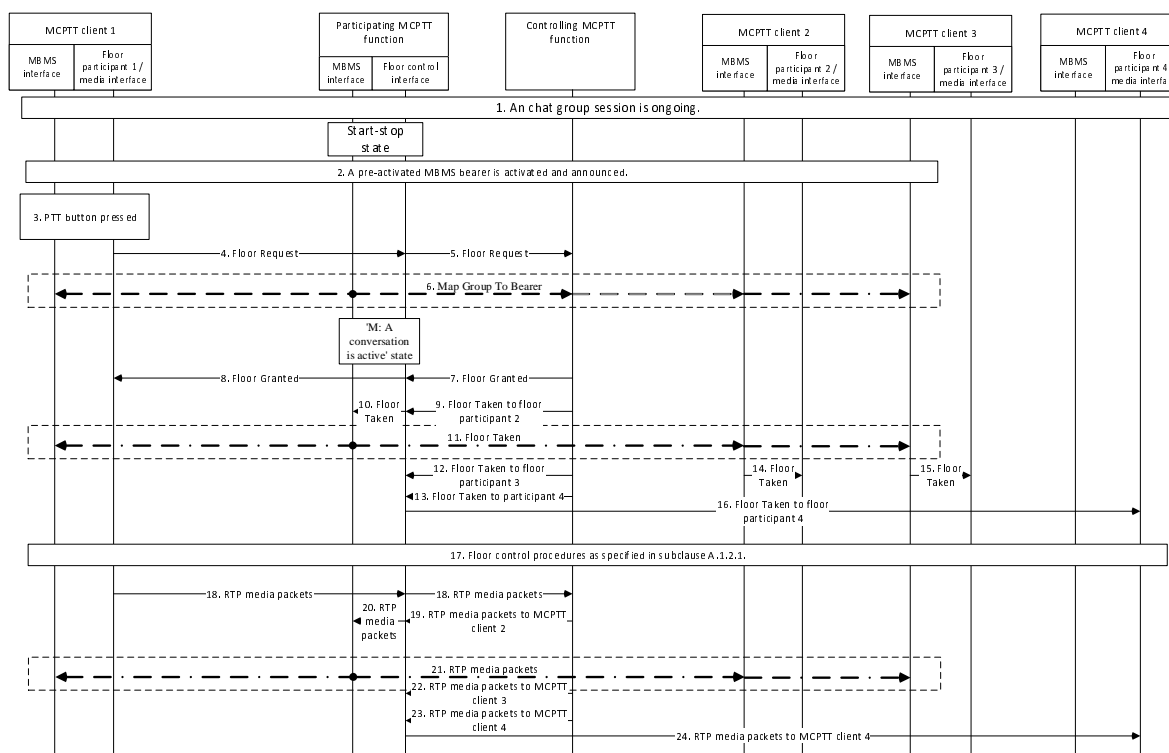 MCPTT client 1
MBMS
interface
Floor
participant 1 /
media interface
Participating MCPTT
function
MBMS
interface
Floor control
interface
Controlling MCPTT
function
MCPTT client 2
MBMS
interface
Floor
participant 2 /
media interface
MCPTT client 3
MBMS
interface
Floor
participant 3 /
media interface
MCPTT client 4
MBMS
interface
Floor
participant 4
media interfa
1. An chat group session is ongoing.
Start-stop
state
2. A pre-activated MBMS bearer is activated and announced.
3. PTT button pressed
4. Floor Request
5. Floor Request
6. Map Group To Bearer
'M: A
conversation
is active' state
8. Floor Granted
7. Floor Granted
10. Floor
Taken
9. Floor Taken to floor
participant 2
11. Floor Taken
12. Floor Taken to floor
participant 3
14. Floor
Taken
15. Floor
Taken
13. Floor Taken to participant 4
16. Floor Taken to floor
participant 4
17. Floor control procedures as specified in subclause A.1.2.1.
18. RTP media packets
18. RTP media packets
20. RTP
media
packets
19. RTP media packets to MCPTT
client 2
21. RTP media packets
22. RTP media packets to MCPTT
client 3
23. RTP media packets to MCPTT
client 4
24. RTP media packets to MCPTT client 4